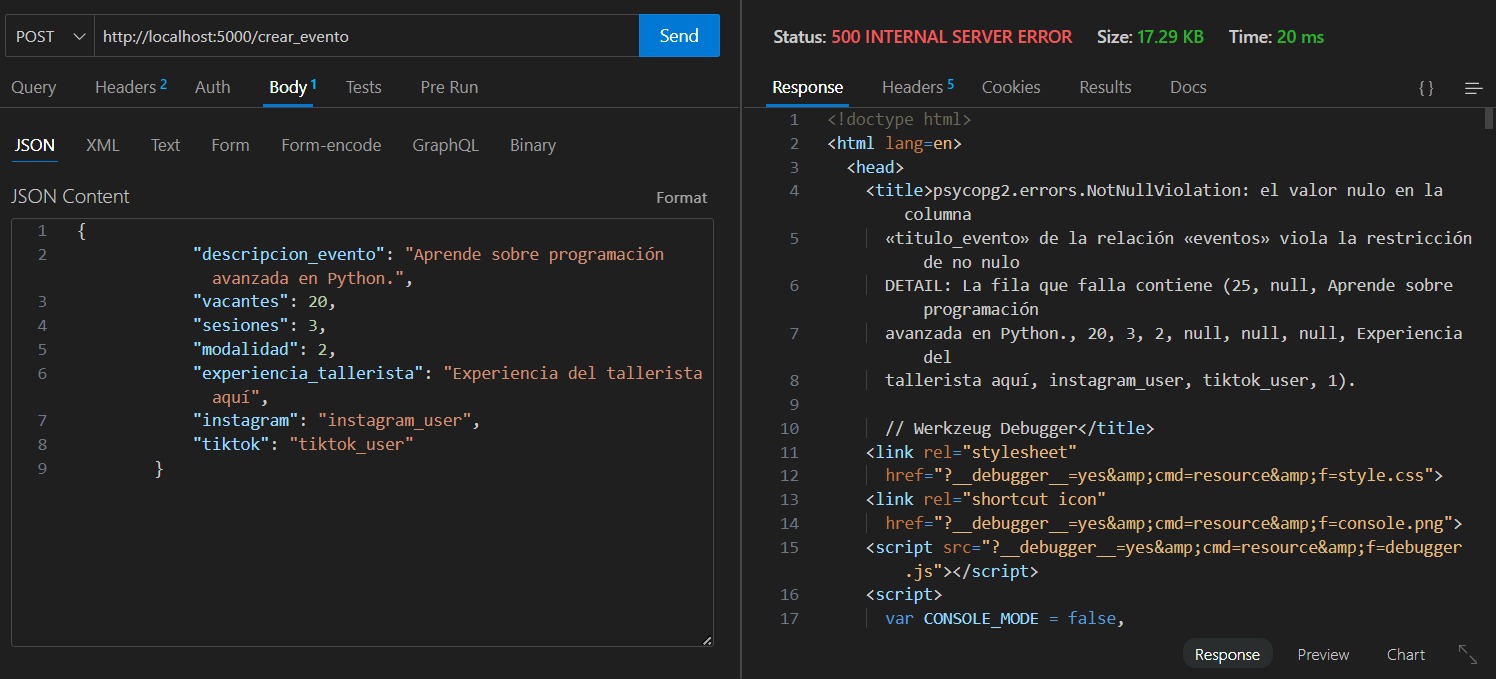 POST http://localhost:5000/crear_evento Send
Query Headers 2 Auth Body 1 Tests Pre Run
JSON XML Text Form Form-encode GraphQL Binary
JSON Content Format
1 {
2 "descripcion_evento": "Aprende sobre programación
avanzada en Python.",
3 "vacantes": 20,
4 "sesiones": 3,
5 "modalidad": 2,
6 "experiencia_tallerista": "Experiencia del tallerista
aquí",
7 "instagram": "instagram_user",
8 "tiktok": "tiktok_user"
9 }
Status: 500 INTERNAL SERVER ERROR Size: 17.29 KB Time: 20 ms
Response Headers 5 Cookies Results Docs { }
1 <!doctype html>
2 <html lang=en>
3 <head>
4 <title>psycopg2.errors.NotNullViolation: el valor nulo en la
columna
5 «titulo_evento» de la relación «eventos» viola la restricción
de no nulo
6 DETAIL: La fila que falla contiene (25, null, Aprende sobre
programación
7 avanzada en Python., 20, 3, 2, null, null, null, Experiencia
del
8 tallerista aquí, instagram_user, tiktok_user, 1).
9
10 // Werkzeug Debugger</title>
11 <link rel="stylesheet"
12 href="?__debugger__=yes&amp;cmd=resource&amp;f=style.css">
13 <link rel="shortcut icon"
14 href="?__debugger__=yes&amp;cmd=resource&amp;f=console.png">
15 <script src="?__debugger__=yes&amp;cmd=resource&amp;f=debugger
.js"></script>
16 <script>
17 var CONSOLE_MODE = false,
Response Preview Chart